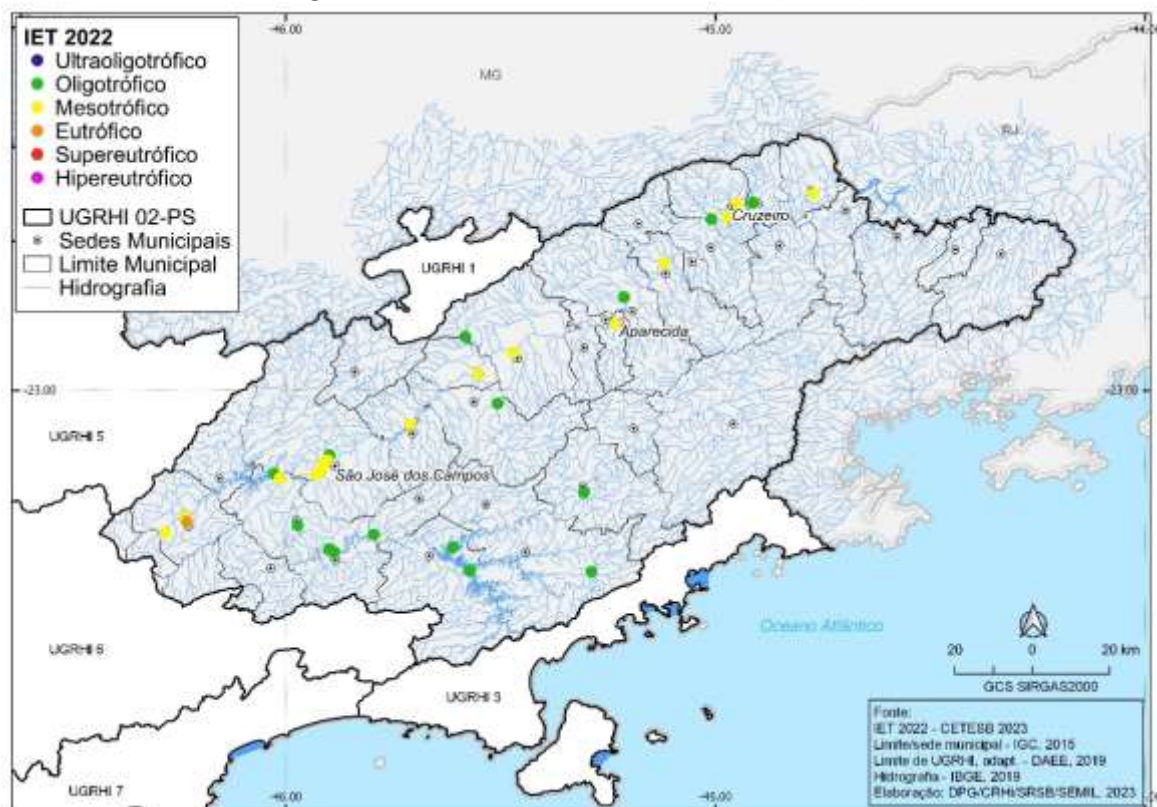 -46.00
-45.00
-44.00
IET 2022
Ultraoligotrófico
Oligotrófico
Mesotrófico
Eutrófico
Supereutrófico
Hipereutrófico
UGRHI 02-PS
Sedes Municipais
Limite Municipal
Hidrografia
MG
RJ
UGRHI 1
Cruzeiro
Aparecida
-23.00
-23.00
UGRHI 5
São José dos Campos
UGRHI 6
Oceano Atlântico
20 0 20 km
GCS SIRGAS2000
UGRHI 3
UGRHI 7
Fonte:
IET 2022 - CETESB 2023
Limite/sede municipal - IGC, 2015
Limite de UGRHI, adapt. - DAEE, 2019
Hidrografia - IBGE, 2019
Elaboração: DPG/CRHi/SRSB/SEMIL, 2023
-46.00
-45.00